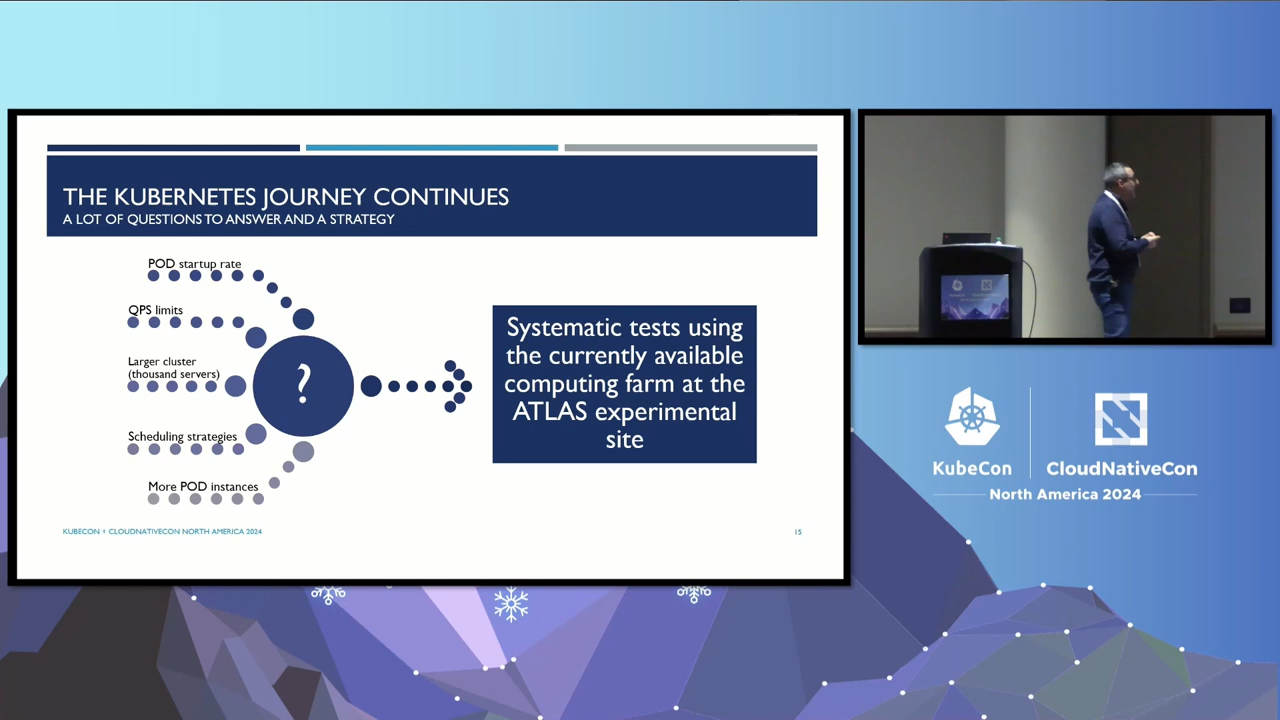 THE KUBERNETES JOURNEY CONTINUES
A LOT OF QUESTIONS TO ANSWER AND A STRATEGY
POD startup rate
QPS limits
Larger cluster
(thousand servers)
Scheduling strategies
More POD instances
?
Systematic tests using
the currently available
computing farm at the
ATLAS experimental
site
KUBECON + CLOUDNATIVECON NORTH AMERICA 2024
15
KubeCon
CloudNativeCon
North America 2024